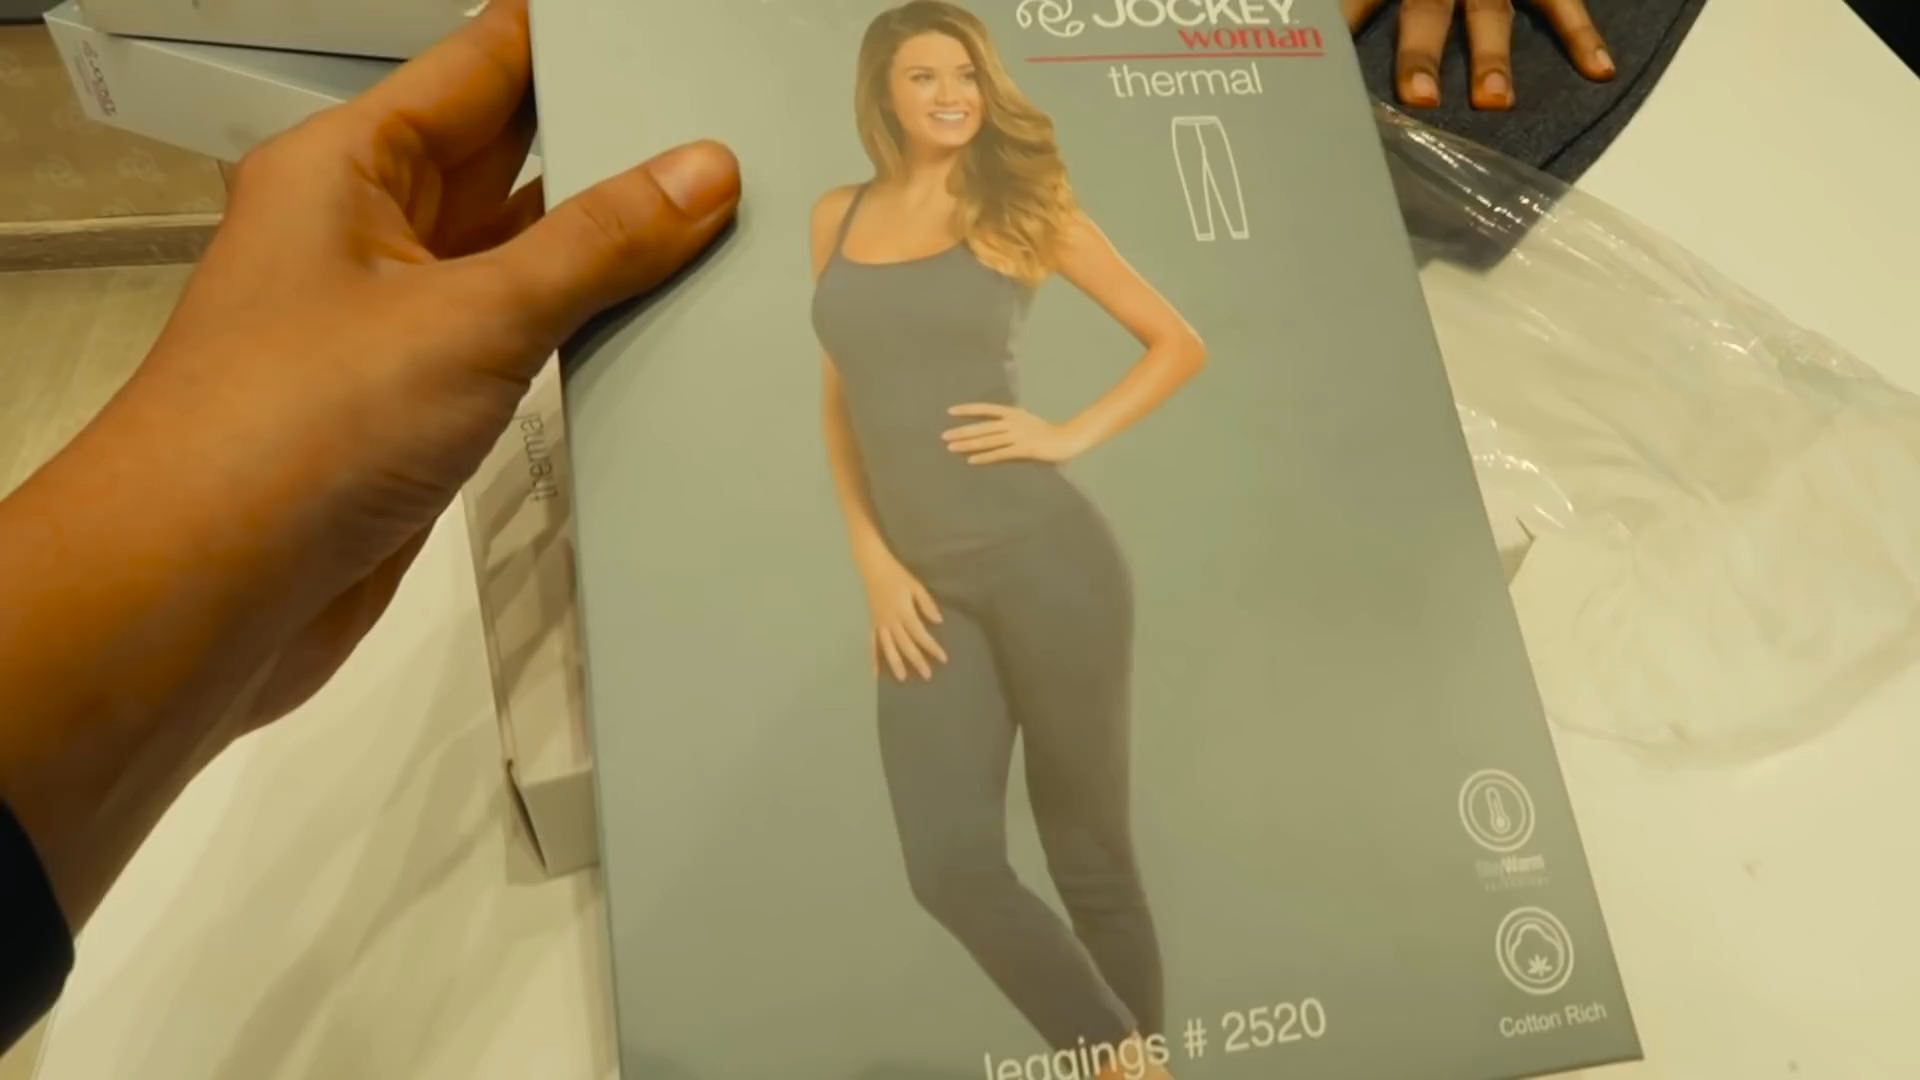 JOCKEY
woman
thermal
thermal
StayWarm
Cotton Rich
leggings # 2520